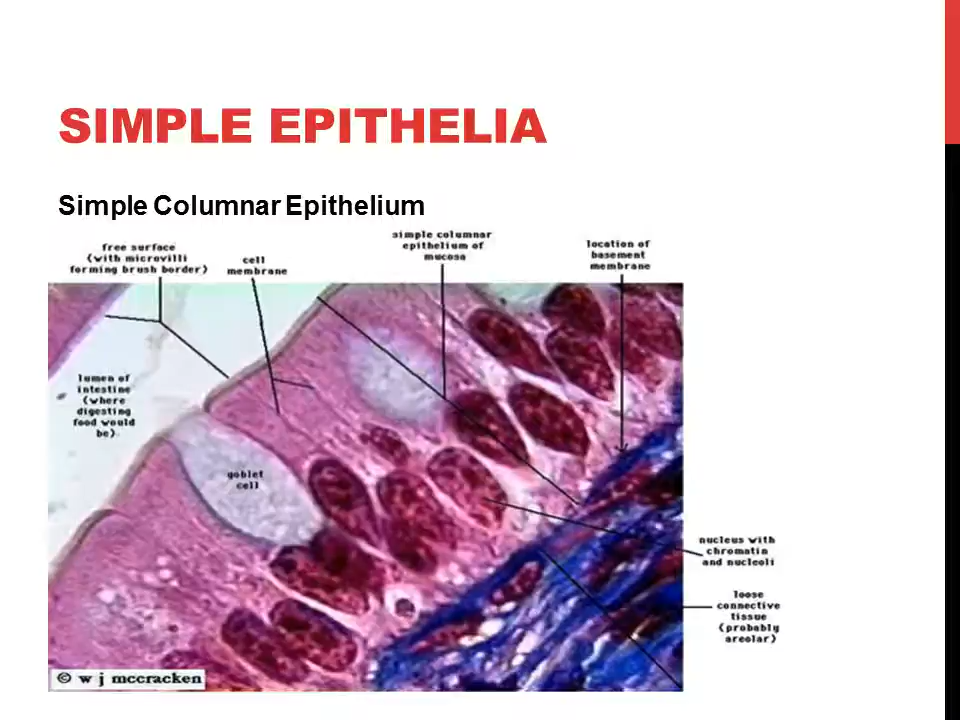 SIMPLE EPITHELIA
Simple Columnar Epithelium
free surface
(with microvilli
forming brush border)
cell
membrane
simple columnar
epithelium of
mucosa
location of
basement
membrane
lumen of
intestine
(where
digesting
food would
be)
goblet
cell
nucleus with
chromatin
and nucleoli
loose
connective
tissue
(probably
areolar)
© w j mccracken